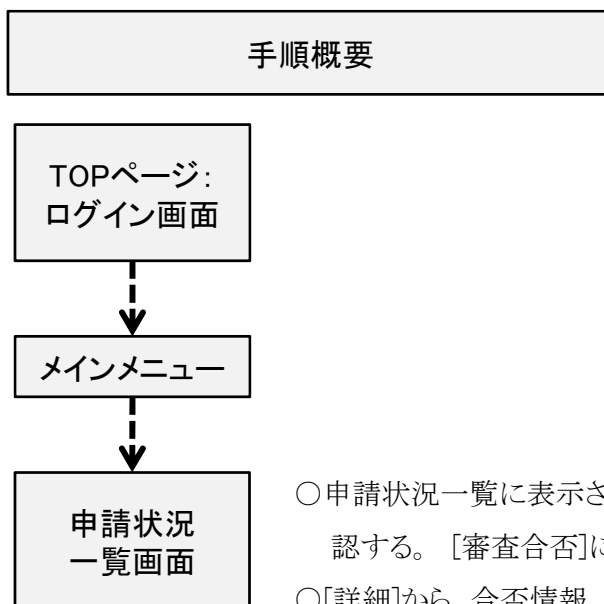 手順概要
TOPページ:
ログイン画面
メインメニュー
申請状況
一覧画面
○申請状況一覧に表示さ
認する。 [審査合否]に
○[詳細]から、合否情報